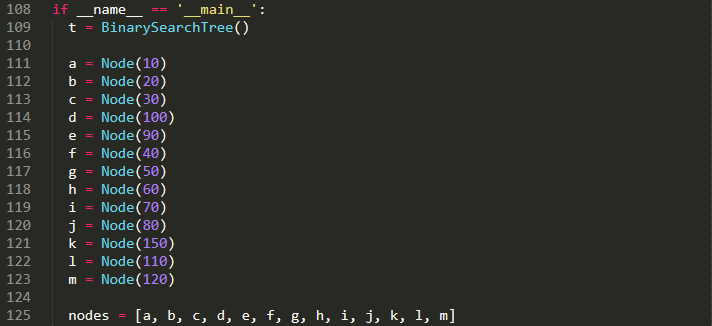 108 if __name__ == '__main__':
109   t = BinarySearchTree()
110
111   a = Node(10)
112   b = Node(20)
113   c = Node(30)
114   d = Node(100)
115   e = Node(90)
116   f = Node(40)
117   g = Node(50)
118   h = Node(60)
119   i = Node(70)
120   j = Node(80)
121   k = Node(150)
122   l = Node(110)
123   m = Node(120)
124
125   nodes = [a, b, c, d, e, f, g, h, i, j, k, l, m]